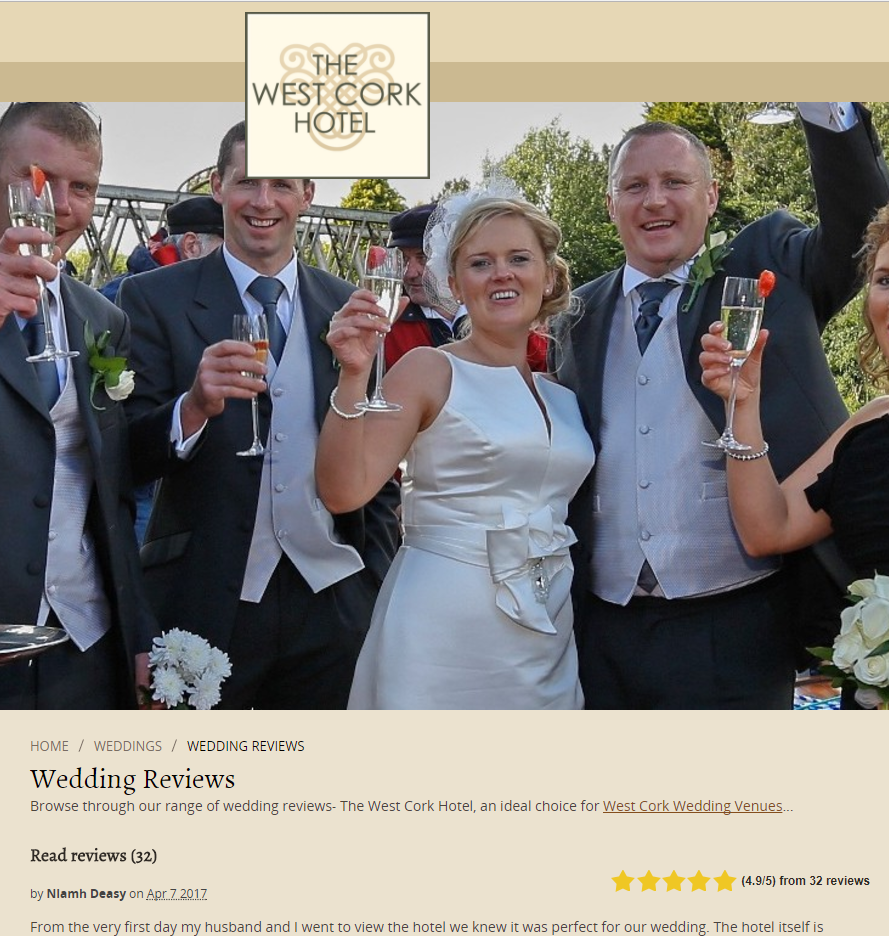 THE
WEST CORK
HOTEL
HOME / WEDDINGS / WEDDING REVIEWS
Wedding Reviews
Browse through our range of wedding reviews- The West Cork Hotel, an ideal choice for West Cork Wedding Venues...
Read reviews (32)
(4.9/5) from 32 reviews
by NIamh Deasy on Apr 7 2017
From the very first day my husband and I went to view the hotel we knew it was perfect for our wedding. The hotel itself is